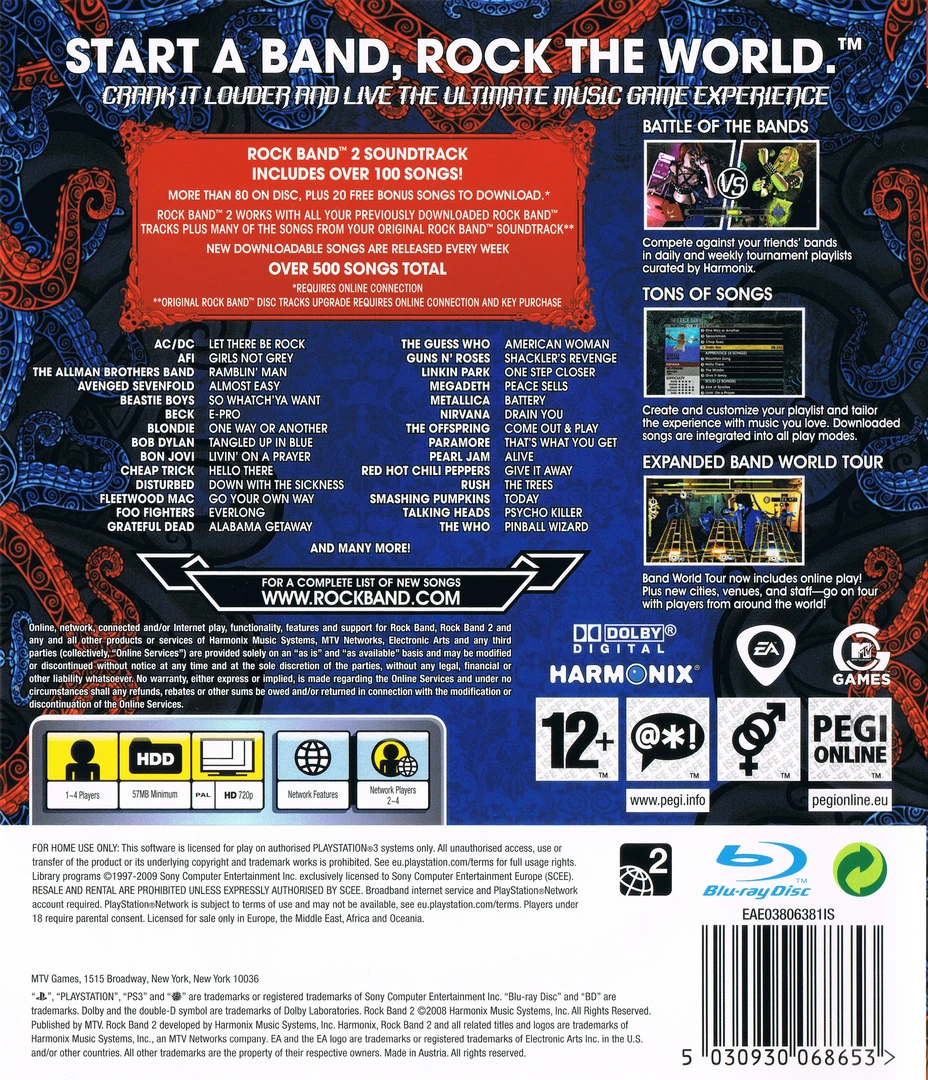 START A BAND, ROCK THE WORLD.™
CRANK IT LOUDER AND LIVE THE ULTIMATE MUSIC GAME EXPERIENCE
ROCK BAND™ 2 SOUNDTRACK
INCLUDES OVER 100 SONGS!
MORE THAN 80 ON DISC, PLUS 20 FREE BONUS SONGS TO DOWNLOAD.*
ROCK BAND™ 2 WORKS WITH ALL YOUR PREVIOUSLY DOWNLOADED ROCK BAND™
TRACKS PLUS MANY OF THE SONGS FROM YOUR ORIGINAL ROCK BAND™ SOUNDTRACK**
NEW DOWNLOADABLE SONGS ARE RELEASED EVERY WEEK
OVER 500 SONGS TOTAL
*REQUIRES ONLINE CONNECTION
**ORIGINAL ROCK BAND™ DISC TRACKS UPGRADE REQUIRES ONLINE CONNECTION AND KEY PURCHASE
AC/DC LET THERE BE ROCK
AFI GIRLS NOT GREY
THE ALLMAN BROTHERS BAND RAMBLIN' MAN
AVENGED SEVENFOLD ALMOST EASY
BEASTIE BOYS SO WHATCH'YA WANT
BECK E-PRO
BLONDIE ONE WAY OR ANOTHER
BOB DYLAN TANGLED UP IN BLUE
BON JOVI LIVIN' ON A PRAYER
CHEAP TRICK HELLO THERE
DISTURBED DOWN WITH THE SICKNESS
FLEETWOOD MAC GO YOUR OWN WAY
FOO FIGHTERS EVERLONG
GRATEFUL DEAD ALABAMA GETAWAY
THE GUESS WHO AMERICAN WOMAN
GUNS N' ROSES SHACKLER'S REVENGE
LINKIN PARK ONE STEP CLOSER
MEGADETH PEACE SELLS
METALLICA BATTERY
NIRVANA DRAIN YOU
THE OFFSPRING COME OUT & PLAY
PARAMORE THAT'S WHAT YOU GET
PEARL JAM ALIVE
RED HOT CHILI PEPPERS GIVE IT AWAY
RUSH THE TREES
SMASHING PUMPKINS TODAY
TALKING HEADS PSYCHO KILLER
THE WHO PINBALL WIZARD
AND MANY MORE!
FOR A COMPLETE LIST OF NEW SONGS
WWW.ROCKBAND.COM
BATTLE OF THE BANDS
VS
Compete against your friends' bands
in daily and weekly tournament playlists
curated by Harmonix.
TONS OF SONGS
Create and customize your playlist and tailor
the experience with music you love. Downloaded
songs are integrated into all play modes.
EXPANDED BAND WORLD TOUR
Band World Tour now includes online play!
Plus new cities, venues, and staff—go on tour
with players from around the world!
Online, network, connected and/or Internet play, functionality, features and support for Rock Band, Rock Band 2 and
any and all other products or services of Harmonix Music Systems, MTV Networks, Electronic Arts and any third
parties (collectively, "Online Services") are provided solely on an "as is" and "as available" basis and may be modified
or discontinued without notice at any time and at the sole discretion of the parties, without any legal, financial or
other liability whatsoever. No warranty, either express or implied, is made regarding the Online Services and under no
circumstances shall any refunds, rebates or other sums be owed and/or returned in connection with the modification or
discontinuation of the Online Services.
DOLBY®
DIGITAL
HARMONIX®
EA
MTV
GAMES
12+ ™
@*! ™
™
PEGI
ONLINE ™
www.pegi.info
pegionline.eu
1-4 Players
HDD
57MB Minimum
PAL HD 720p
Network Features
Network Players
2-4
FOR HOME USE ONLY: This software is licensed for play on authorised PLAYSTATION®3 systems only. All unauthorised access, use or
transfer of the product or its underlying copyright and trademark works is prohibited. See eu.playstation.com/terms for full usage rights.
Library programs ©1997-2009 Sony Computer Entertainment Inc. exclusively licensed to Sony Computer Entertainment Europe (SCEE).
RESALE AND RENTAL ARE PROHIBITED UNLESS EXPRESSLY AUTHORISED BY SCEE. Broadband internet service and PlayStation®Network
account required. PlayStation®Network is subject to terms of use and may not be available, see eu.playstation.com/terms. Players under
18 require parental consent. Licensed for sale only in Europe, the Middle East, Africa and Oceania.
2
Blu-ray Disc ™
EAE03806381IS
MTV Games, 1515 Broadway, New York, New York 10036
" ", "PLAYSTATION", "PS3" and " " are trademarks or registered trademarks of Sony Computer Entertainment Inc. "Blu-ray Disc" and "BD" are
trademarks. Dolby and the double-D symbol are trademarks of Dolby Laboratories. Rock Band 2 ©2008 Harmonix Music Systems, Inc. All Rights Reserved.
Published by MTV. Rock Band 2 developed by Harmonix Music Systems, Inc. Harmonix, Rock Band 2 and all related titles and logos are trademarks of
Harmonix Music Systems, Inc., an MTV Networks company. EA and the EA logo are trademarks or registered trademarks of Electronic Arts Inc. in the U.S.
and/or other countries. All other trademarks are the property of their respective owners. Made in Austria. All rights reserved.
5 030930 068653 >